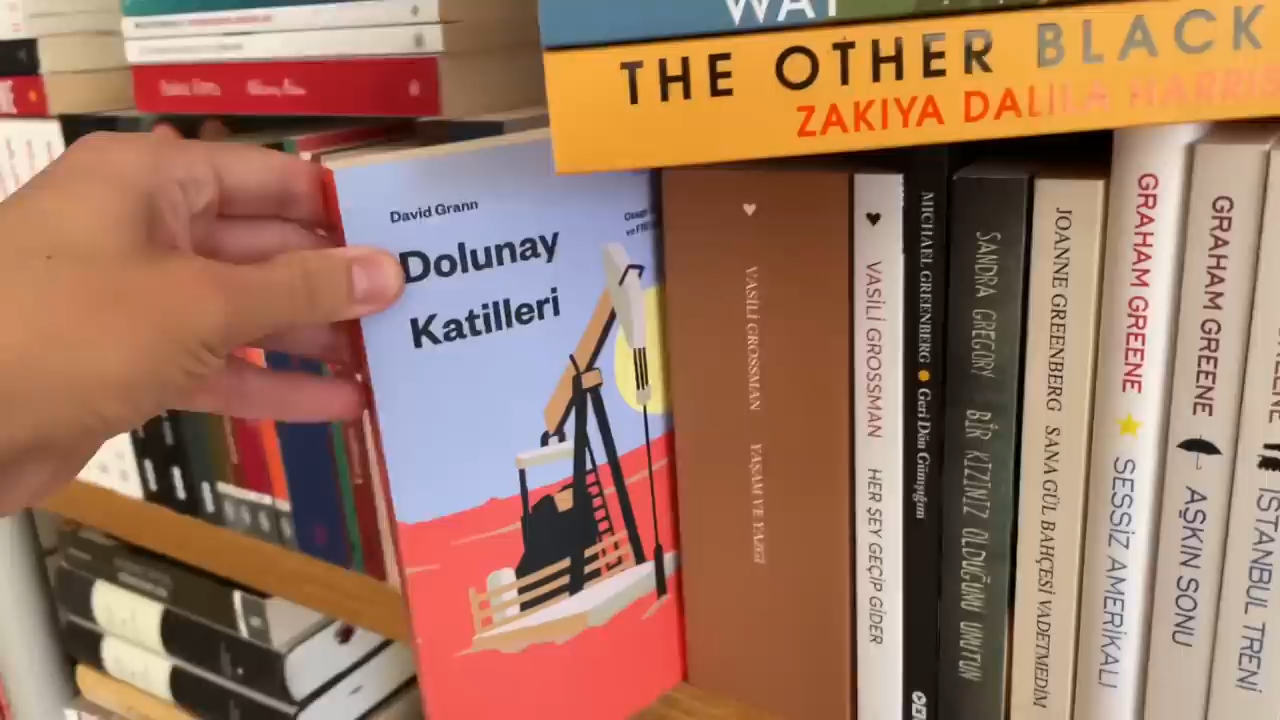 WAY
THE OTHER BLACK
ZAKIYA DALILA HARRIS
David Grann
Dolunay
Katilleri
VASİLİ GROSSMAN YAŞAM VE YAZGI
VASİLİ GROSSMAN HER ŞEY GEÇİP GİDER
MICHAEL GREENBERG Geri Dön Günışığım
SANDRA GREGORY BİR KIZINIZ OLDUĞUNU UNUTUN
JOANNE GREENBERG SANA GÜL BAHÇESİ VADETMEDİM
GRAHAM GREENE SESSİZ AMERİKALI
GRAHAM GREENE AŞKIN SONU
İSTANBUL TRENİ